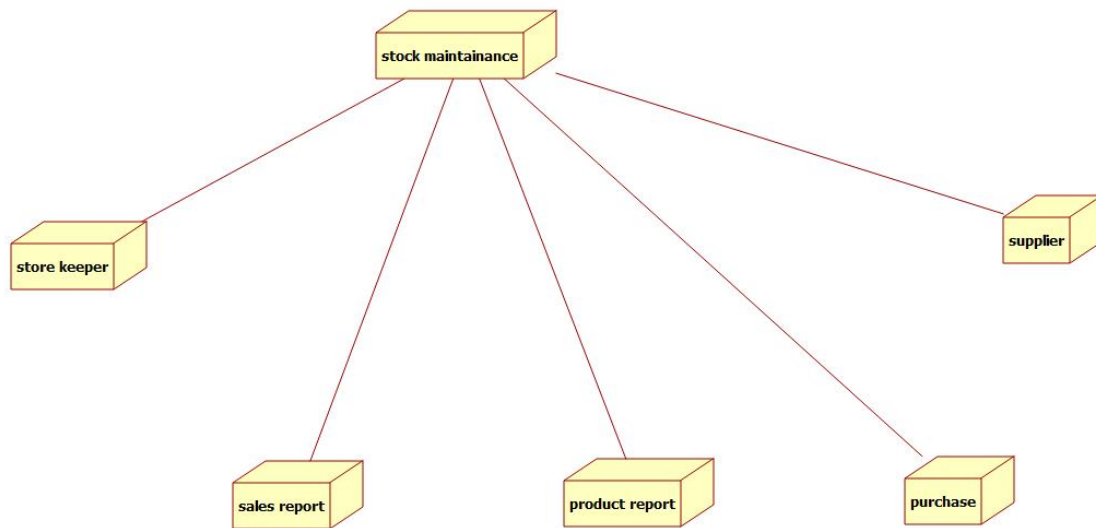 stock maintainance
store keeper
supplier
sales report
product report
purchase